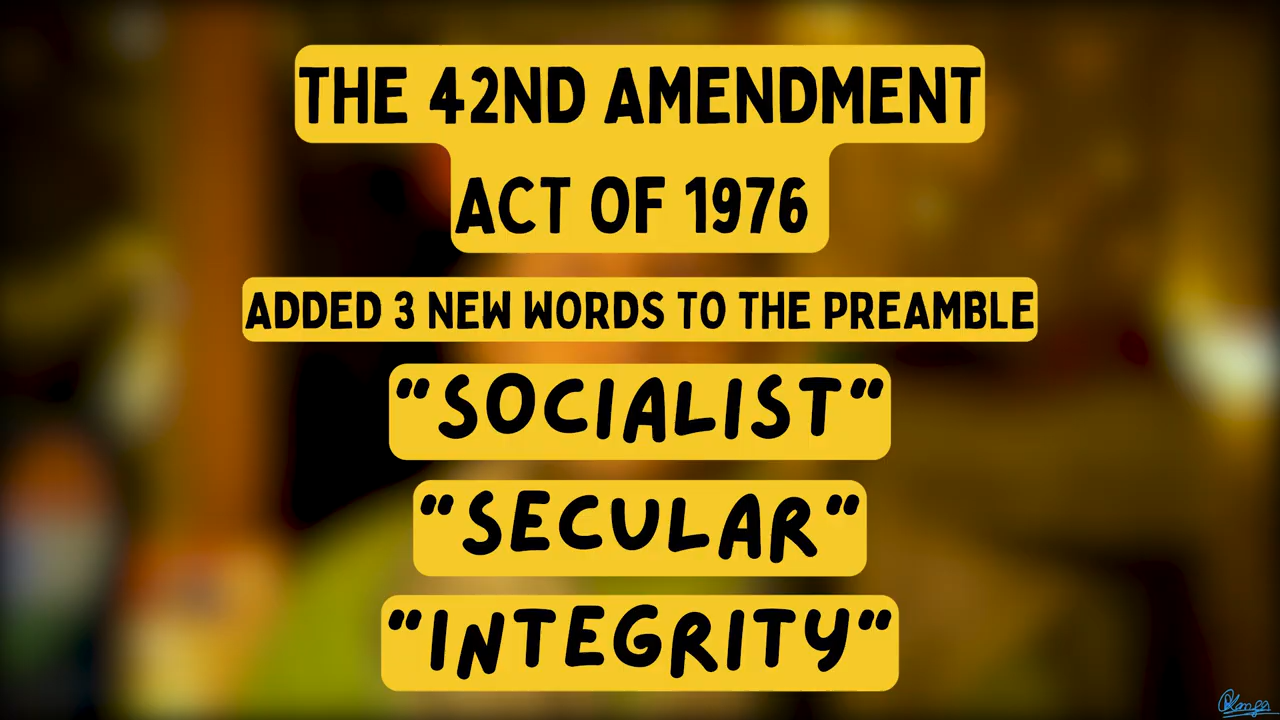 THE 42ND AMENDMENT
ACT OF 1976
ADDED 3 NEW WORDS TO THE PREAMBLE
"SOCIALIST"
"SECULAR"
"INTEGRITY"